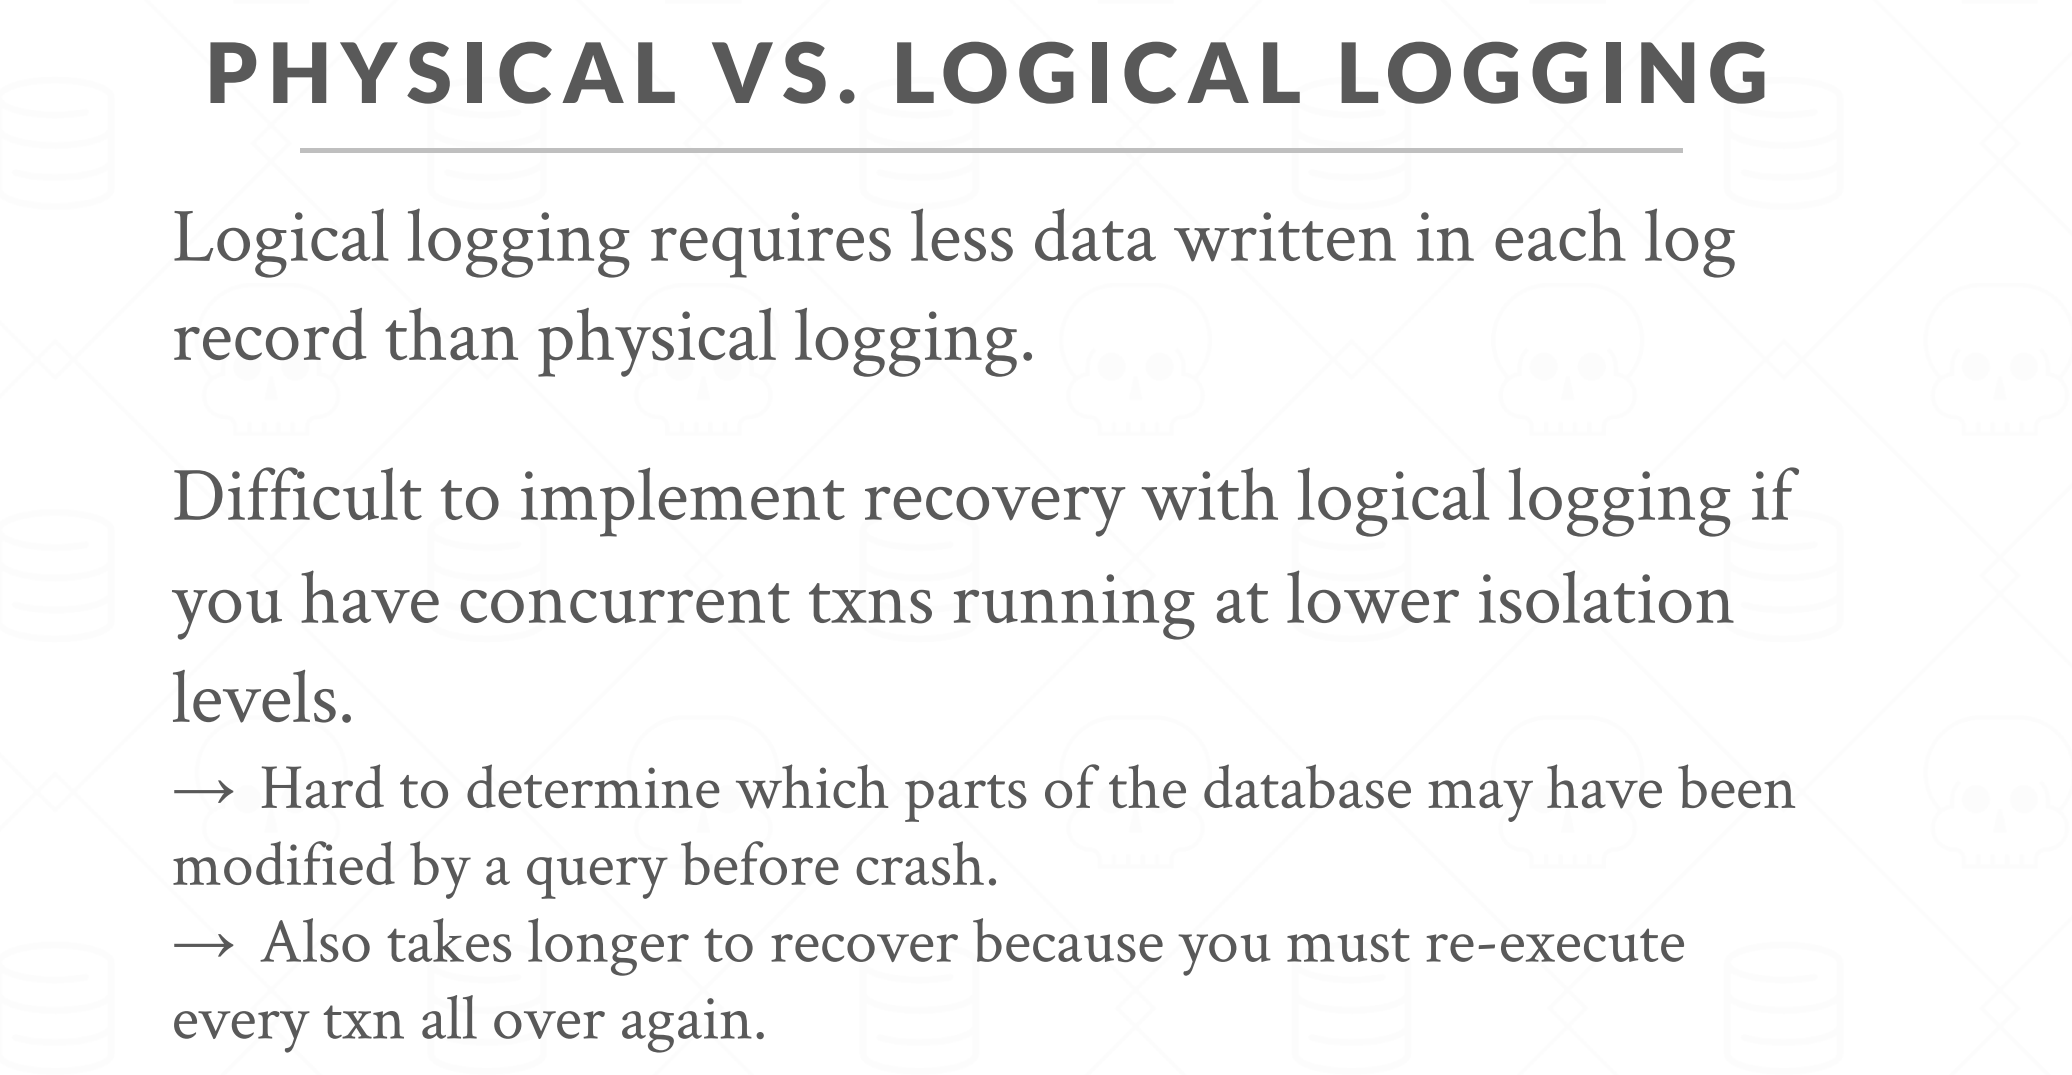 PHYSICAL VS. LOGICAL LOGGING
Logical logging requires less data written in each log
record than physical logging.
Difficult to implement recovery with logical logging if
you have concurrent txns running at lower isolation
levels.
→ Hard to determine which parts of the database may have been
modified by a query before crash.
→ Also takes longer to recover because you must re-execute
every txn all over again.